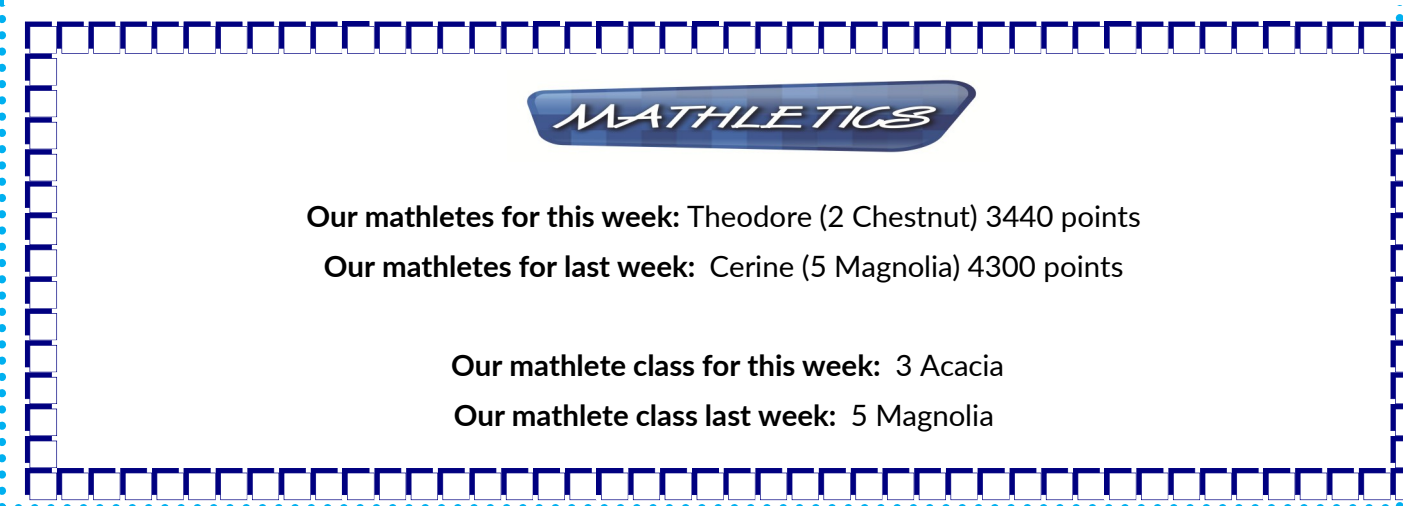 MATHLETICS
Our mathletes for this week: Theodore (2 Chestnut) 3440 points
Our mathletes for last week: Cerine (5 Magnolia) 4300 points
Our mathlete class for this week: 3 Acacia
Our mathlete class last week: 5 Magnolia